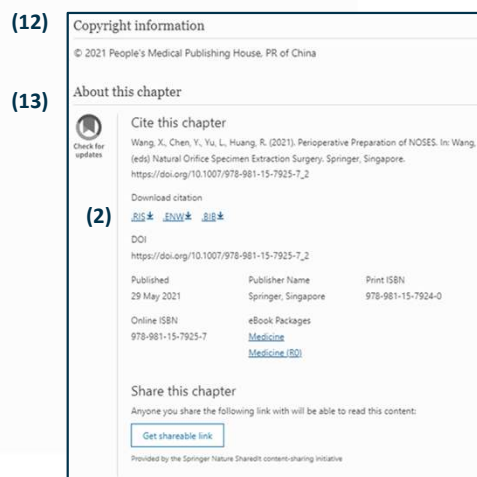 (12)
Copyright information
© 2021 People's Medical Publishing House, PR of China
(13)
About this chapter
Check for
updates
Cite this chapter
Wang, X., Chen, Y., Yu, L., Huang, R. (2021). Perioperative Preparation of NOSES. In: Wang,
(eds) Natural Orifice Specimen Extraction Surgery. Springer, Singapore.
https://doi.org/10.1007/978-981-15-7925-7_2
Download citation
(2)
.RIS .ENW .BIB
DOI
https://doi.org/10.1007/978-981-15-7925-7_2
Published Publisher Name Print ISBN
29 May 2021 Springer, Singapore 978-981-15-7924-0
Online ISBN eBook Packages
978-981-15-7925-7 Medicine
Medicine (R0)
Share this chapter
Anyone you share the following link with will be able to read this content:
Get shareable link
Provided by the Springer Nature SharedIt content-sharing initiative